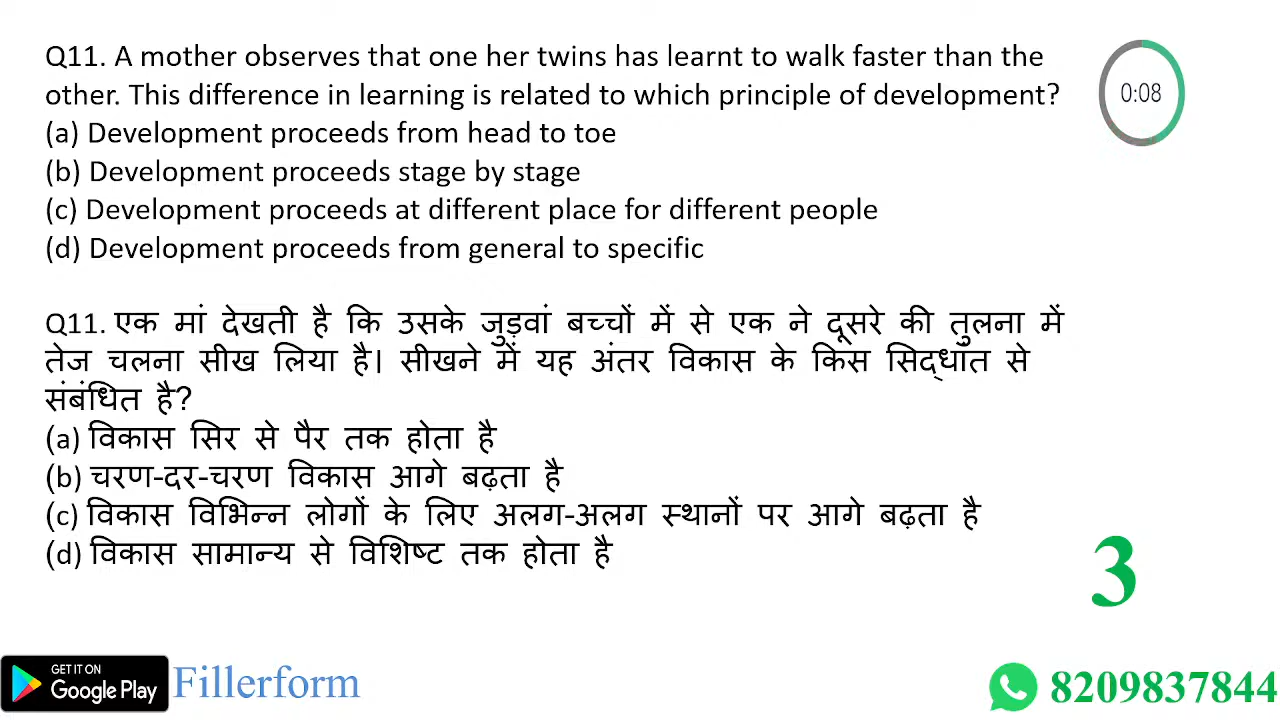 Q11. A mother observes that one her twins has learnt to walk faster than the
other. This difference in learning is related to which principle of development?
(a) Development proceeds from head to toe
(b) Development proceeds stage by stage
(c) Development proceeds at different place for different people
(d) Development proceeds from general to specific
0:08
Q11. एक मां देखती है कि उसके जुड़वां बच्चों में से एक ने दूसरे की तुलना में
तेज चलना सीख लिया है। सीखने में यह अंतर विकास के किस सिद्धांत से
संबंधित है?
(a) विकास सिर से पैर तक होता है
(b) चरण-दर-चरण विकास आगे बढ़ता है
(c) विकास विभिन्न लोगों के लिए अलग-अलग स्थानों पर आगे बढ़ता है
(d) विकास सामान्य से विशिष्ट तक होता है
3
GET IT ON
Google Play
Fillerform
8209837844